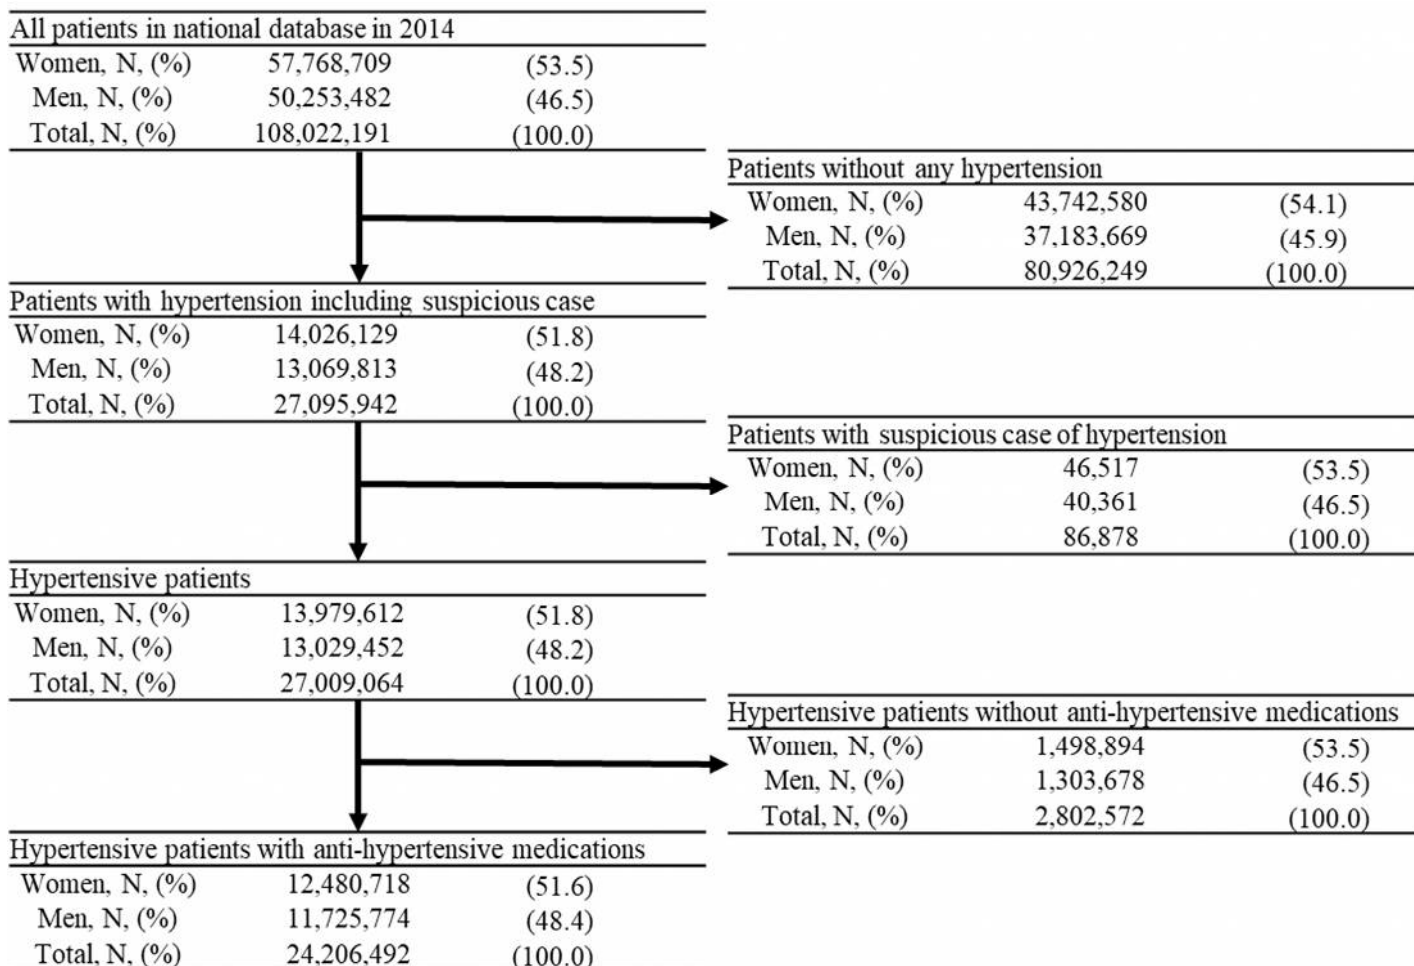 All patients in national database in 2014
Women, N, (%) 57,768,709 (53.5)
Men, N, (%) 50,253,482 (46.5)
Total, N, (%) 108,022,191 (100.0)
Patients without any hypertension
Women, N, (%) 43,742,580 (54.1)
Men, N, (%) 37,183,669 (45.9)
Total, N, (%) 80,926,249 (100.0)
Patients with hypertension including suspicious case
Women, N, (%) 14,026,129 (51.8)
Men, N, (%) 13,069,813 (48.2)
Total, N, (%) 27,095,942 (100.0)
Patients with suspicious case of hypertension
Women, N, (%) 46,517 (53.5)
Men, N, (%) 40,361 (46.5)
Total, N, (%) 86,878 (100.0)
Hypertensive patients
Women, N, (%) 13,979,612 (51.8)
Men, N, (%) 13,029,452 (48.2)
Total, N, (%) 27,009,064 (100.0)
Hypertensive patients without anti-hypertensive medications
Women, N, (%) 1,498,894 (53.5)
Men, N, (%) 1,303,678 (46.5)
Total, N, (%) 2,802,572 (100.0)
Hypertensive patients with anti-hypertensive medications
Women, N, (%) 12,480,718 (51.6)
Men, N, (%) 11,725,774 (48.4)
Total, N, (%) 24,206,492 (100.0)